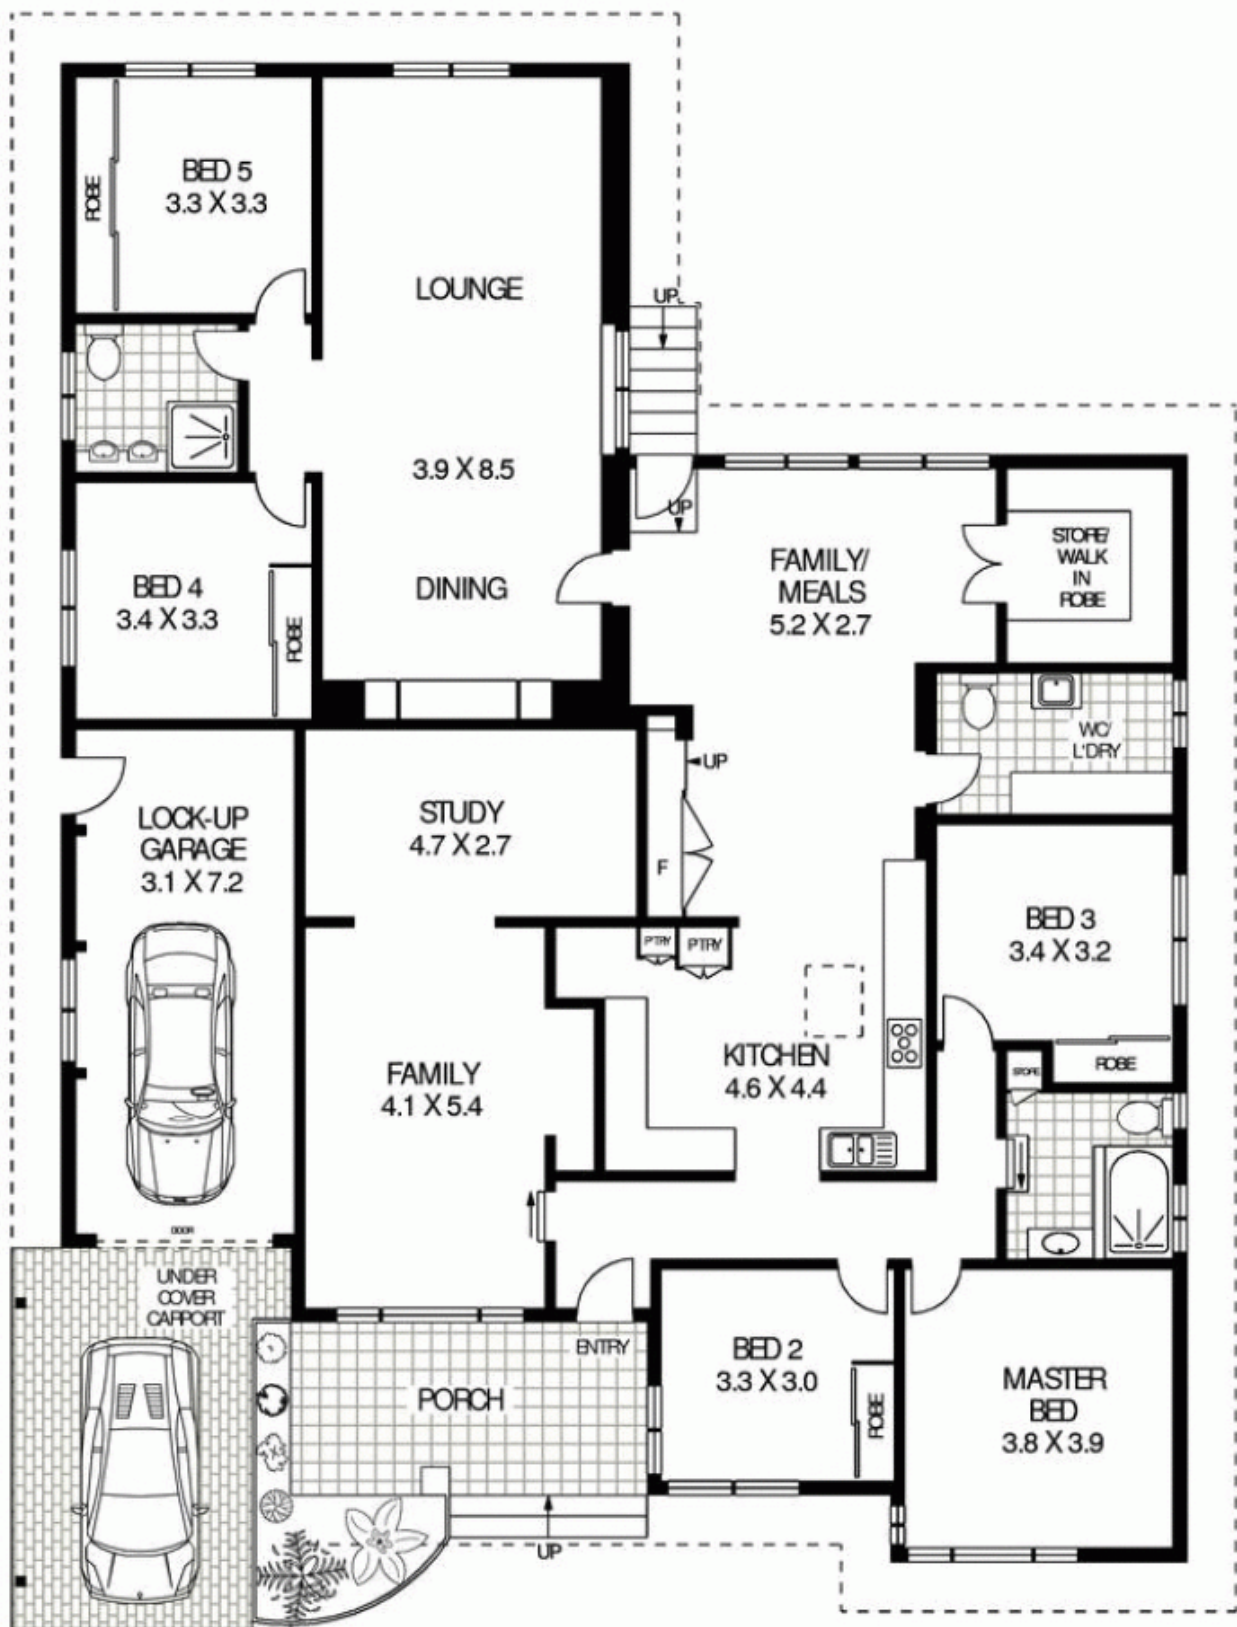 BED 5
3.3 X 3.3
ROBE
LOUNGE
3.9 X 8.5
DINING
UP
UP
BED 4
3.4 X 3.3
ROBE
FAMILY/
MEALS
5.2 X 2.7
STORE/
WALK
IN
ROBE
WC/
L'DRY
UP
F
STUDY
4.7 X 2.7
LOCK-UP
GARAGE
3.1 X 7.2
PTRY
PTRY
BED 3
3.4 X 3.2
ROBE
STORE
KITCHEN
4.6 X 4.4
FAMILY
4.1 X 5.4
DOOR
UNDER
COVER
CARPORT
ENTRY
PORCH
UP
BED 2
3.3 X 3.0
ROBE
MASTER
BED
3.8 X 3.9